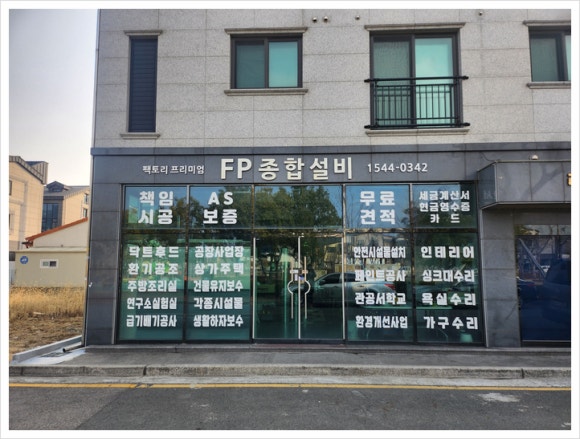 팩토리 프리미엄 FP종합설비 1544-0342
책임
시공
AS
보증
무료
견적
세금계산서
현금영수증
카드
닥트후드
환기공조
주방조리실
연구소실험실
급기배기공사
공장사업장
상가주택
건물유지보수
각종시설물
생활하자보수
안전시설물설치
페인트공사
관공서학교
환경개선사업
인테리어
싱크대수리
욕실수리
가구수리